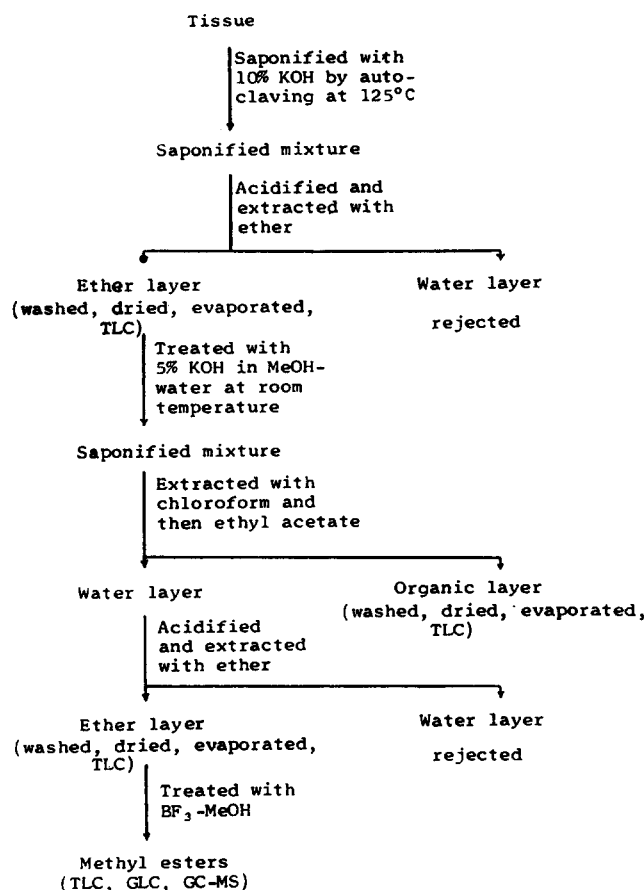 Tissue
Saponified with
10% KOH by auto-
claving at 125°C
Saponified mixture
Acidified and
extracted with
ether
Ether layer
(washed, dried, evaporated,
TLC)
Water layer
rejected
Treated with
5% KOH in MeOH-
water at room
temperature
Saponified mixture
Extracted with
chloroform and
then ethyl acetate
Water layer
Organic layer
(washed, dried, evaporated,
TLC)
Acidified
and extracted
with ether
Ether layer
(washed, dried, evaporated,
TLC)
Water layer
rejected
Treated with
BF₃-MeOH
Methyl esters
(TLC, GLC, GC-MS)